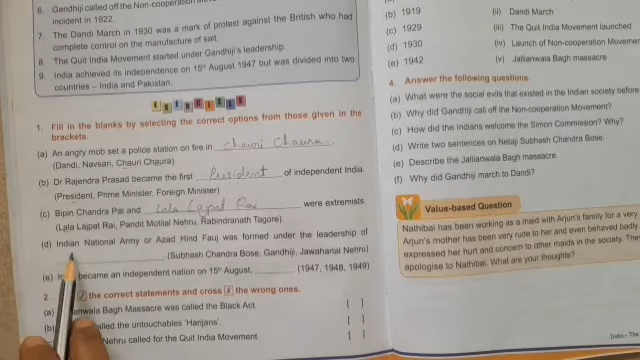 6. Gandhiji called off the Non-cooperation
incident in 1922.
7. The Dandi March in 1930 was a mark of protest against the British who had
complete control on the manufacture of salt.
8. The Quit India Movement started under Gandhiji's leadership.
9. India achieved its independence on 15th August 1947 but was divided into two
countries – India and Pakistan.
EXERCISES
1. Fill in the blanks by selecting the correct options from those given in the
brackets.
(a) An angry mob set a police station on fire in Chauri Chaura.
(Dandi, Navsari, Chauri Chaura)
(b) Dr Rajendra Prasad became the first President of independent India.
(President, Prime Minister, Foreign Minister)
(c) Bipin Chandra Pal and Lala Lajpat Rai were extremists
(Lala Lajpat Rai, Pandit Motilal Nehru, Rabindranath Tagore)
(d) Indian National Army or Azad Hind Fauj was formed under the leadership of
(Subhash Chandra Bose, Gandhiji, Jawaharlal Nehru)
(e) became an independent nation on 15th August, (1947, 1948, 1949)
2. the correct statements and cross the wrong ones.
(a) Bagh Massacre was called the Black Act. [ ]
(b) called the untouchables 'Harijans'. [ ]
Nehru called for the Quit India Movement. [ ]
(b) 1919 (ii) Dandi March
(c) 1929 (iii) The Quit India Movement launched
(d) 1930 (iv) Launch of Non-cooperation Movement
(e) 1942 (v) Jallianwala Bagh massacre
4. Answer the following questions.
(a) What were the social evils that existed in the Indian society before
(b) Why did Gandhiji call off the Non-cooperation Movement?
(c) How did the Indians welcome the Simon Commission? Why?
(d) Write two sentences on Netaji Subhash Chandra Bose.
(e) Describe the Jallianwala Bagh massacre.
(f) Why did Gandhiji march to Dandi?
Value-based Question
Nathibai has been working as a maid with Arjun's family for a very
Arjun's mother has been very rude to her and even behaved badly
expressed her hurt and concern to other maids in the society. The
apologise to Nathibai. What are your thoughts?
India – The